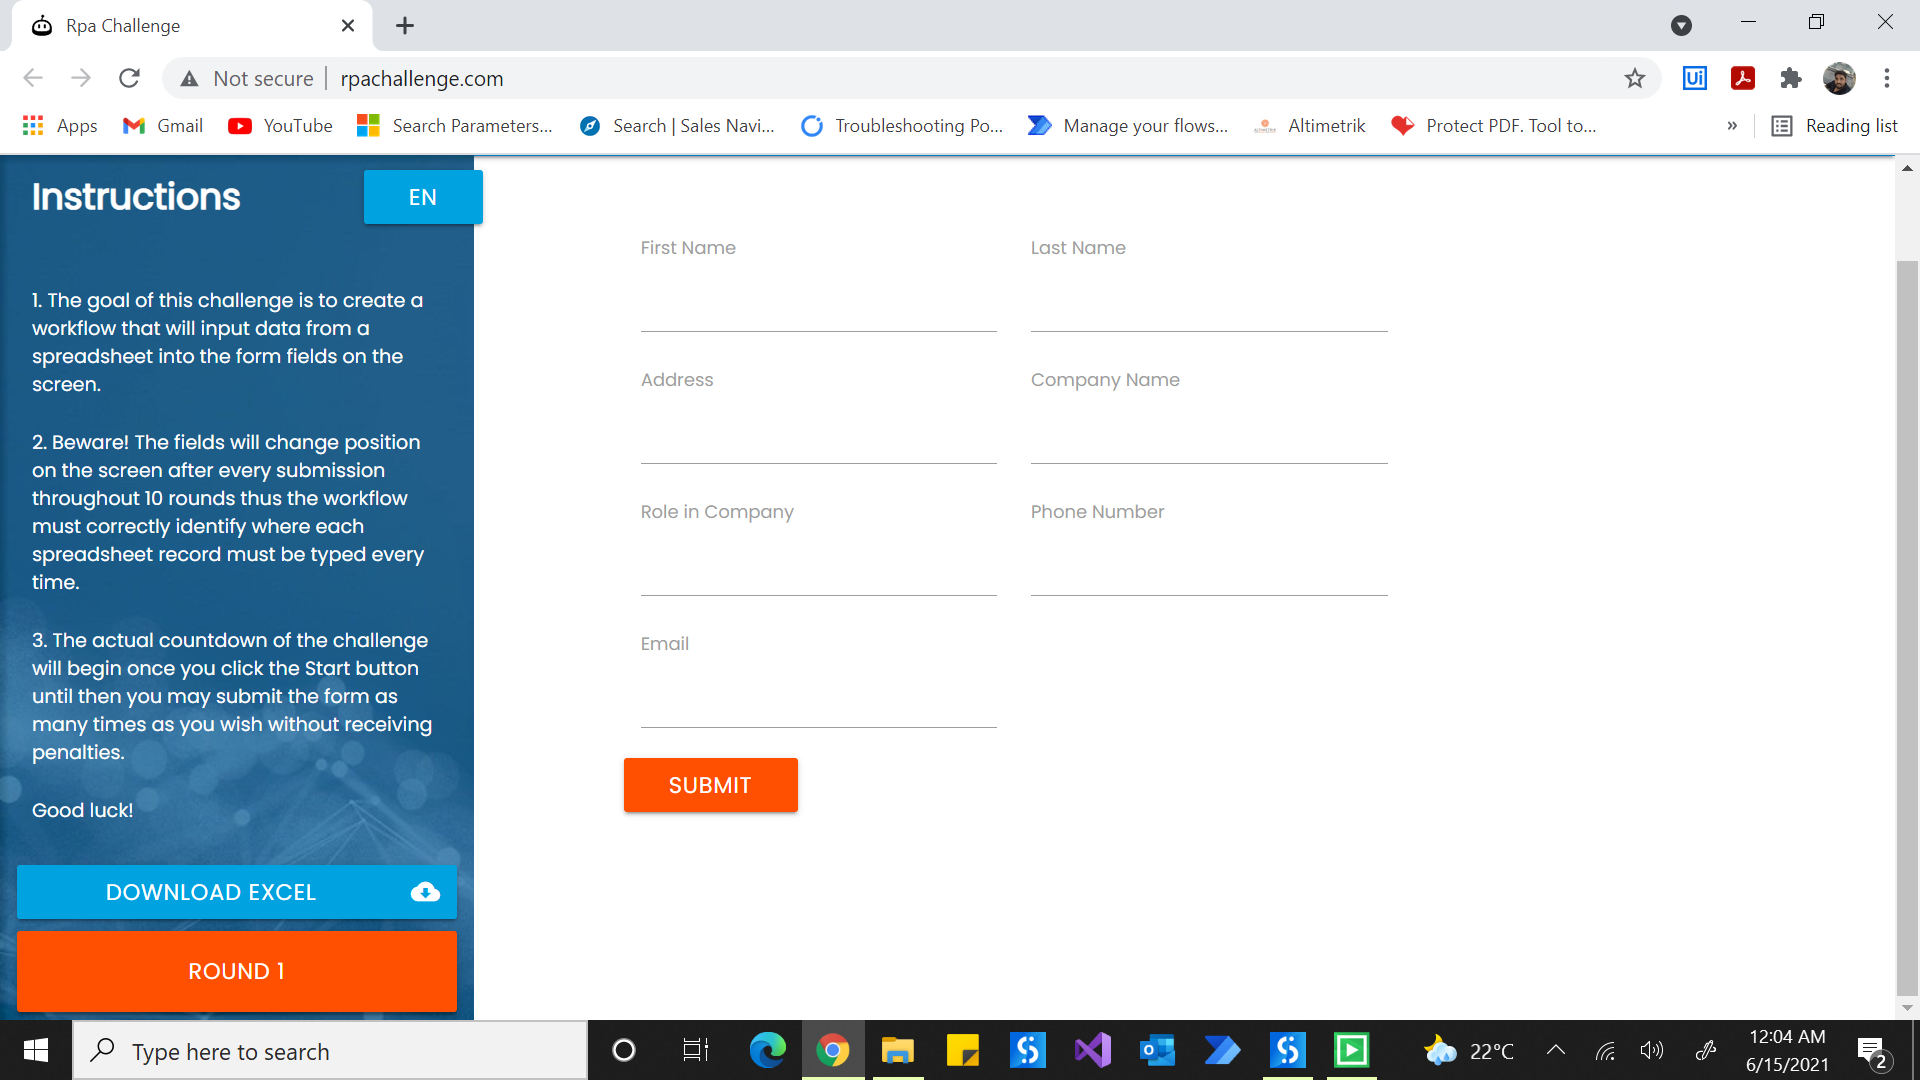 Rpa Challenge
Not secure
rpachallenge.com
Ui
Apps
Gmail
YouTube
Search Parameters...
Search | Sales Navi...
Troubleshooting Po...
Manage your flows...
Altimetrik
Protect PDF. Tool to...
»
Reading list
Instructions
EN
1. The goal of this challenge is to create a
workflow that will input data from a
spreadsheet into the form fields on the
screen.
2. Beware! The fields will change position
on the screen after every submission
throughout 10 rounds thus the workflow
must correctly identify where each
spreadsheet record must be typed every
time.
3. The actual countdown of the challenge
will begin once you click the Start button
until then you may submit the form as
many times as you wish without receiving
penalties.
Good luck!
DOWNLOAD EXCEL
ROUND 1
First Name
Last Name
Address
Company Name
Role in Company
Phone Number
Email
SUBMIT
Type here to search
22°C
12:04 AM
6/15/2021
2